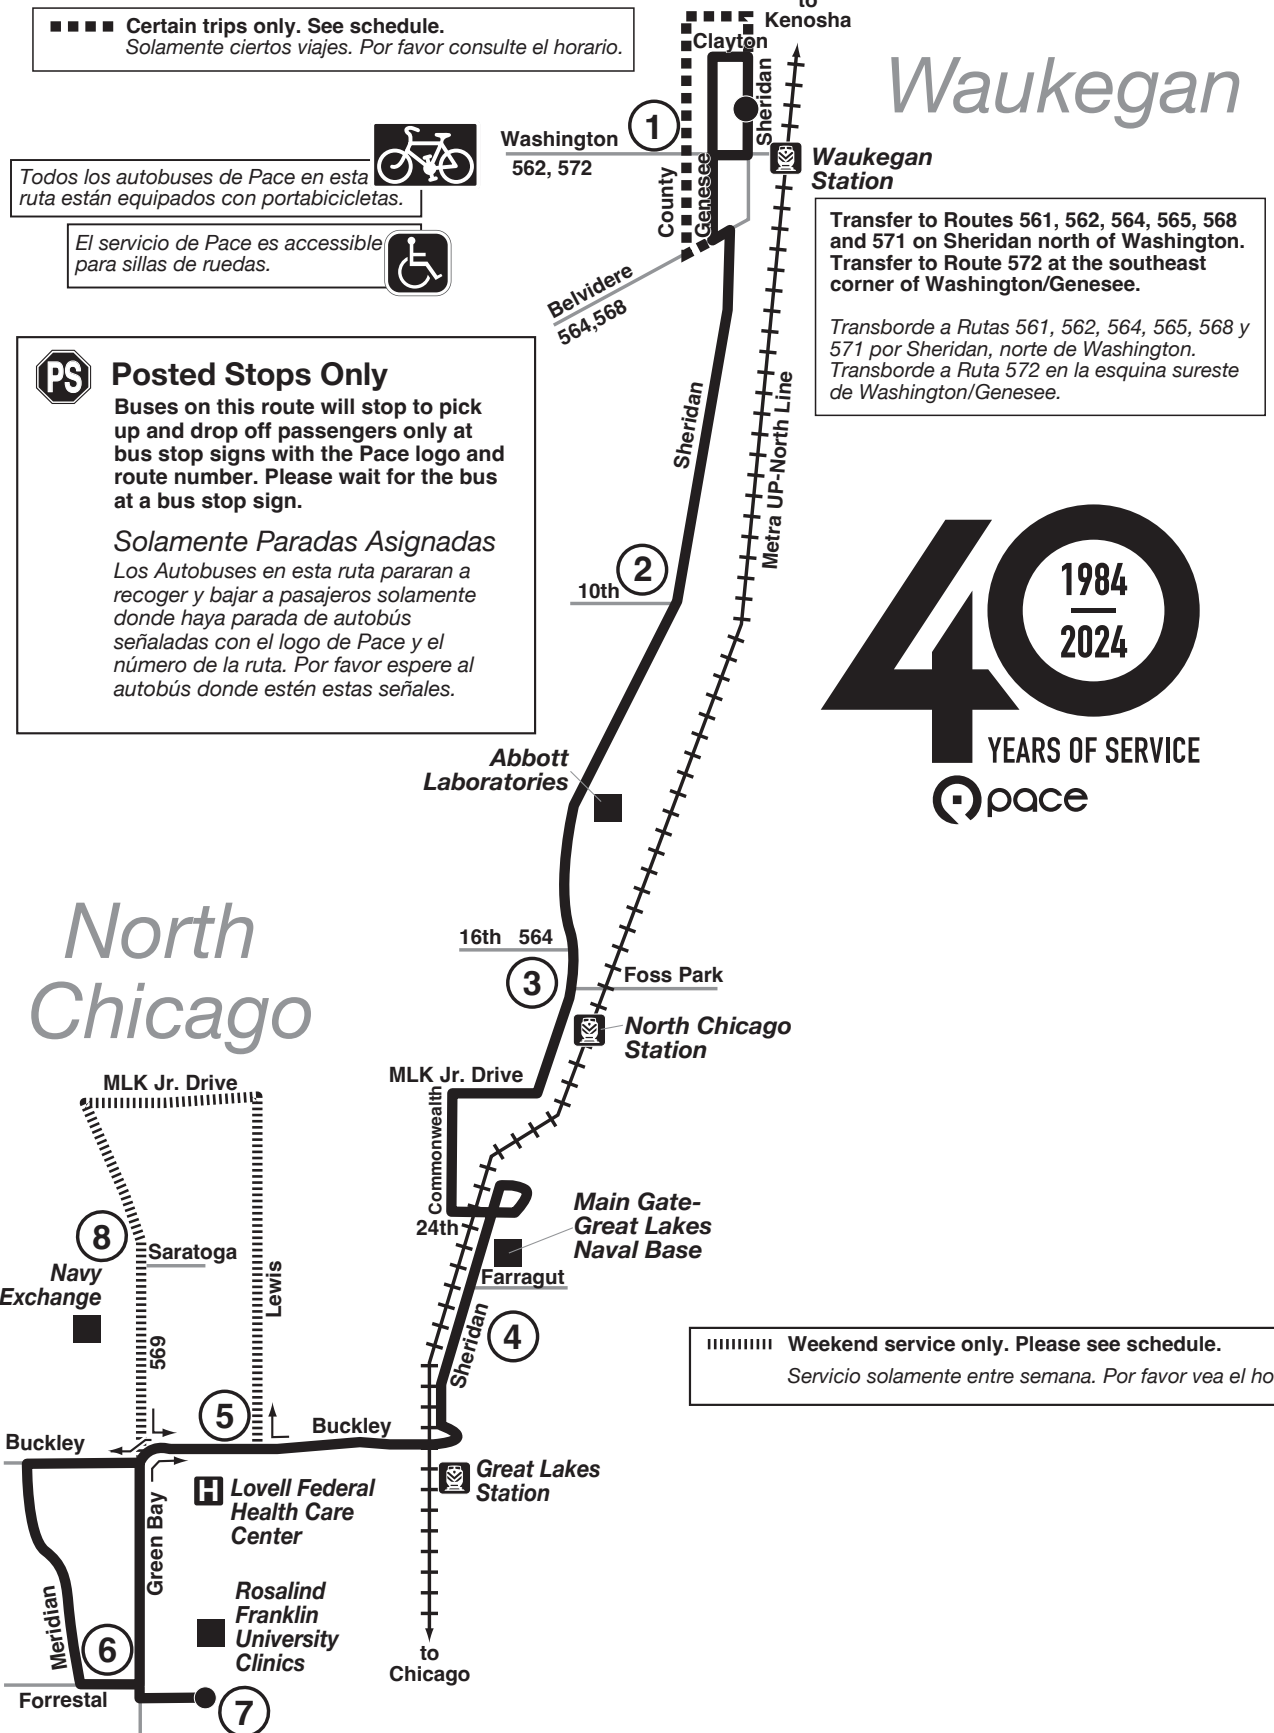 Certain trips only. See schedule.
Solamente ciertos viajes. Por favor consulte el horario.
to
Kenosha
Clayton
Sheridan
Waukegan
1
Washington
562, 572
County
Genesee
Waukegan
Station
Todos los autobuses de Pace en esta
ruta están equipados con portabicicletas.
El servicio de Pace es accessible
para sillas de ruedas.
Belvidere
564,568
Transfer to Routes 561, 562, 564, 565, 568
and 571 on Sheridan north of Washington.
Transfer to Route 572 at the southeast
corner of Washington/Genesee.
Transborde a Rutas 561, 562, 564, 565, 568 y
571 por Sheridan, norte de Washington.
Transborde a Ruta 572 en la esquina sureste
de Washington/Genesee.
PS
Posted Stops Only
Buses on this route will stop to pick
up and drop off passengers only at
bus stop signs with the Pace logo and
route number. Please wait for the bus
at a bus stop sign.
Solamente Paradas Asignadas
Los Autobuses en esta ruta pararan a
recoger y bajar a pasajeros solamente
donde haya parada de autobús
señaladas con el logo de Pace y el
número de la ruta. Por favor espere al
autobús donde estén estas señales.
Sheridan
Metra UP-North Line
2
10th
40
1984
2024
YEARS OF SERVICE
pace
Abbott
Laboratories
North
Chicago
16th 564
3
Foss Park
North Chicago
Station
MLK Jr. Drive
MLK Jr. Drive
Commonwealth
24th
Main Gate-
Great Lakes
Naval Base
8
Saratoga
Navy
Exchange
Lewis
569
Farragut
Sheridan
4
Weekend service only. Please see schedule.
Servicio solamente entre semana. Por favor vea el ho
5
Buckley
Buckley
Great Lakes
Station
H
Lovell Federal
Health Care
Center
Green Bay
Rosalind
Franklin
University
Clinics
Meridian
6
to
Chicago
Forrestal
7